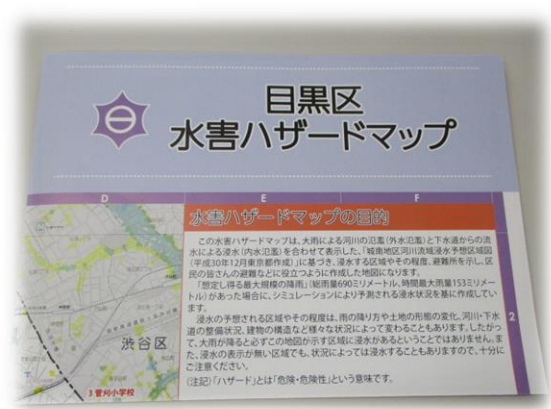 目黒区
水害ハザードマップ
D
E
F
水害ハザードマップの目的
この水害ハザードマップは、大雨による河川の氾濫(外水氾濫)と下水道からの流
水による浸水(内水氾濫)を合わせて表示した、「城南地区河川流域浸水予想区域図
(平成30年12月東京都作成)」に基づき、浸水する区域やその程度、避難所を示し、区
民の皆さんの避難などに役立つように作成した地図になります。
「想定し得る最大規模の降雨」(総雨量690ミリメートル、時間最大雨量153ミリメー
トル)があった場合に、シミュレーションにより予測される浸水状況を基に作成してい
ます。
浸水の予想される区域やその程度は、雨の降り方や土地の形態の変化、河川・下水
道の整備状況、建物の構造など様々な状況によって変わることもあります。したがっ
て、大雨が降ると必ずこの地図が示す区域に浸水があるということではありません。ま
た、浸水の表示が無い区域でも、状況によっては浸水することもありますので、十分に
ご注意ください。
(注記)「ハザード」とは「危険・危険性」という意味です。
2
渋谷区
3 菅刈小学校